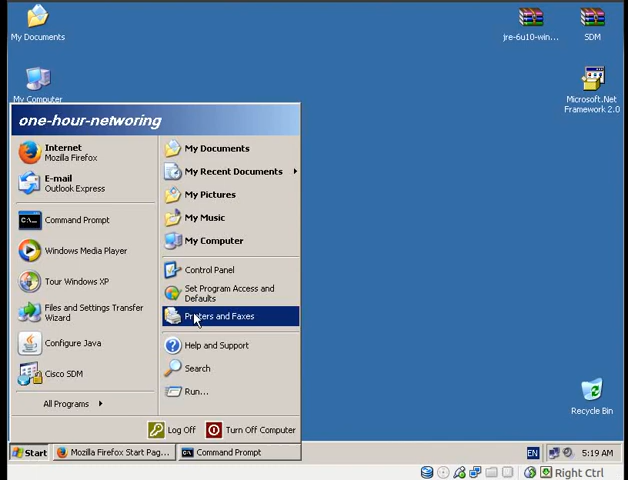 My Documents
jre-6u10-win...
SDM
My Computer
Microsoft.Net
Framework 2.0
one-hour-networing
Internet
Mozilla Firefox
E-mail
Outlook Express
Command Prompt
Windows Media Player
Tour Windows XP
Files and Settings Transfer
Wizard
Configure Java
Cisco SDM
All Programs
My Documents
My Recent Documents
My Pictures
My Music
My Computer
Control Panel
Set Program Access and
Defaults
Printers and Faxes
Help and Support
Search
Run...
Log Off
Turn Off Computer
Recycle Bin
Start
Mozilla Firefox Start Pag...
Command Prompt
EN
5:19 AM
Right Ctrl